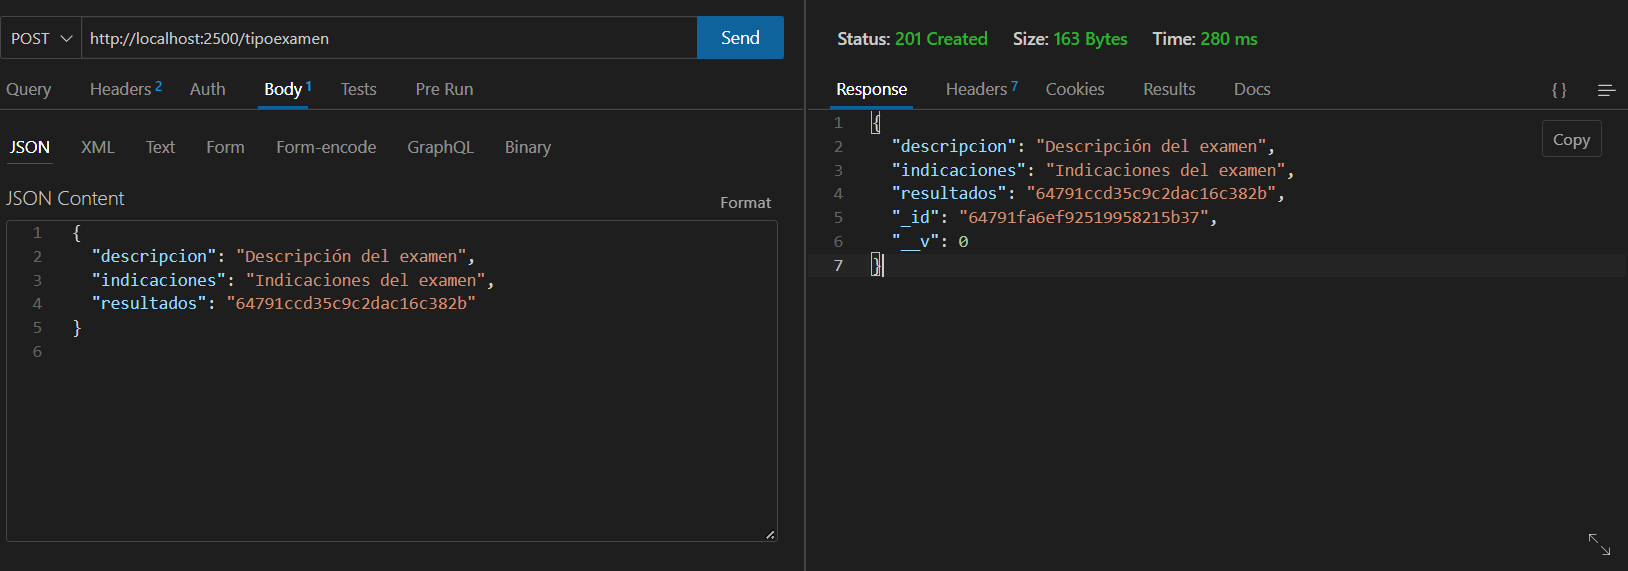 POST http://localhost:2500/tipoexamen Send
Query Headers 2 Auth Body 1 Tests Pre Run
JSON XML Text Form Form-encode GraphQL Binary
JSON Content Format
1 {
2 "descripcion": "Descripción del examen",
3 "indicaciones": "Indicaciones del examen",
4 "resultados": "64791ccd35c9c2dac16c382b"
5 }
6
Status: 201 Created Size: 163 Bytes Time: 280 ms
Response Headers 7 Cookies Results Docs {}
Copy
1 {
2 "descripcion": "Descripción del examen",
3 "indicaciones": "Indicaciones del examen",
4 "resultados": "64791ccd35c9c2dac16c382b",
5 "_id": "64791fa6ef92519958215b37",
6 "__v": 0
7 }